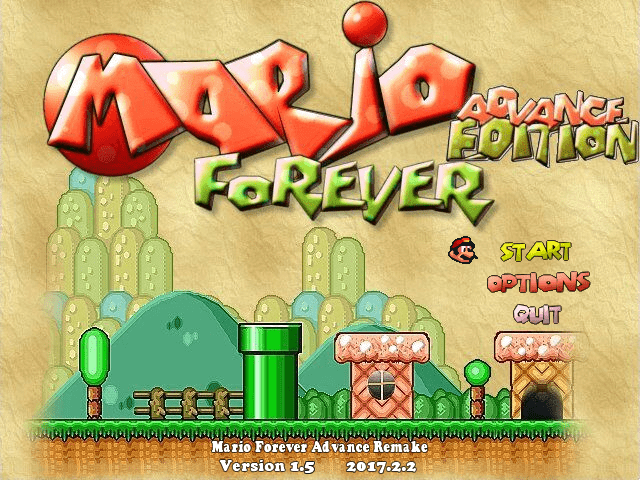 MARIO
FOREVER
ADVANCE
EDITION
START
OPTIONS
QUIT
Mario Forever Advance Remake
Version 1.5 2017.2.2